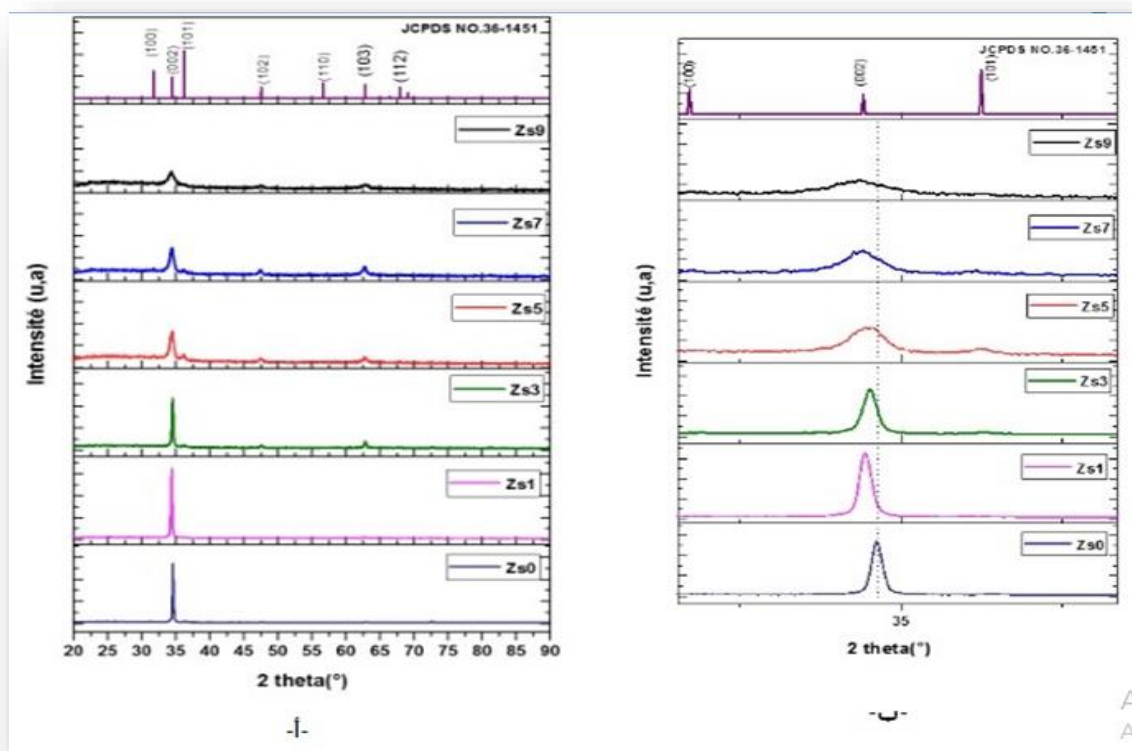 JCPDS NO.36-1451
(100)
(002)
(101)
(102)
(110)
(103)
(112)
Zs9
Zs7
Zs5
Zs3
Zs1
Zs0
Intensité (u,a)
20 25 30 35 40 45 50 55 60 65 70 75 80 85 90
2 theta(°)
-أ-
JCPDS NO.36-1451
(100)
(002)
(101)
Zs9
Zs7
Zs5
Zs3
Zs1
Zs0
Intensité (u,a)
35
2 theta(°)
-ب-
A
A